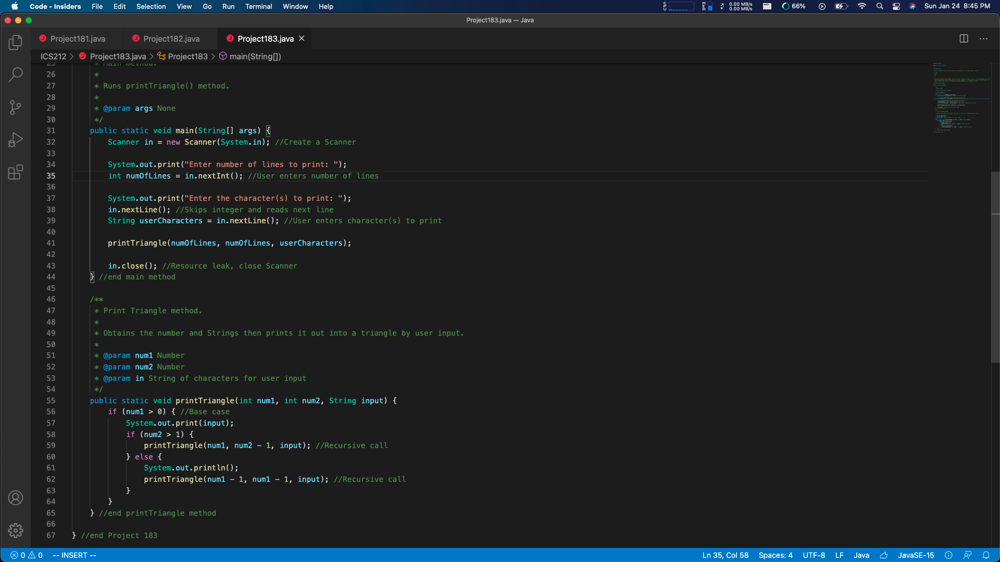 Code - Insiders File Edit Selection View Go Run Terminal Window Help CPU MEM 0.00 MB/s 0.00 MB/s 66% Sun Jan 24 8:45 PM
Project183.java — Java
Project181.java Project182.java Project183.java
ICS212 > Project183.java > Project183 > main(String[])
25 * Main method.
26 *
27 * Runs printTriangle() method.
28 *
29 * @param args None
30 */
31 public static void main(String[] args) {
32 Scanner in = new Scanner(System.in); //Create a Scanner
33
34 System.out.print("Enter number of lines to print: ");
35 int numOfLines = in.nextInt(); //User enters number of lines
36
37 System.out.print("Enter the character(s) to print: ");
38 in.nextLine(); //Skips integer and reads next line
39 String userCharacters = in.nextLine(); //User enters character(s) to print
40
41 printTriangle(numOfLines, numOfLines, userCharacters);
42
43 in.close(); //Resource leak, close Scanner
44 } //end main method
45
46 /**
47 * Print Triangle method.
48 *
49 * Obtains the number and Strings then prints it out into a triangle by user input.
50 *
51 * @param num1 Number
52 * @param num2 Number
53 * @param in String of characters for user input
54 */
55 public static void printTriangle(int num1, int num2, String input) {
56 if (num1 > 0) { //Base case
57 System.out.print(input);
58 if (num2 > 1) {
59 printTriangle(num1, num2 - 1, input); //Recursive call
60 } else {
61 System.out.println();
62 printTriangle(num1 - 1, num1 - 1, input); //Recursive call
63 }
64 }
65 } //end printTriangle method
66
67 } //end Project 183
0 0 -- INSERT -- Ln 35, Col 58 Spaces: 4 UTF-8 LF Java JavaSE-15